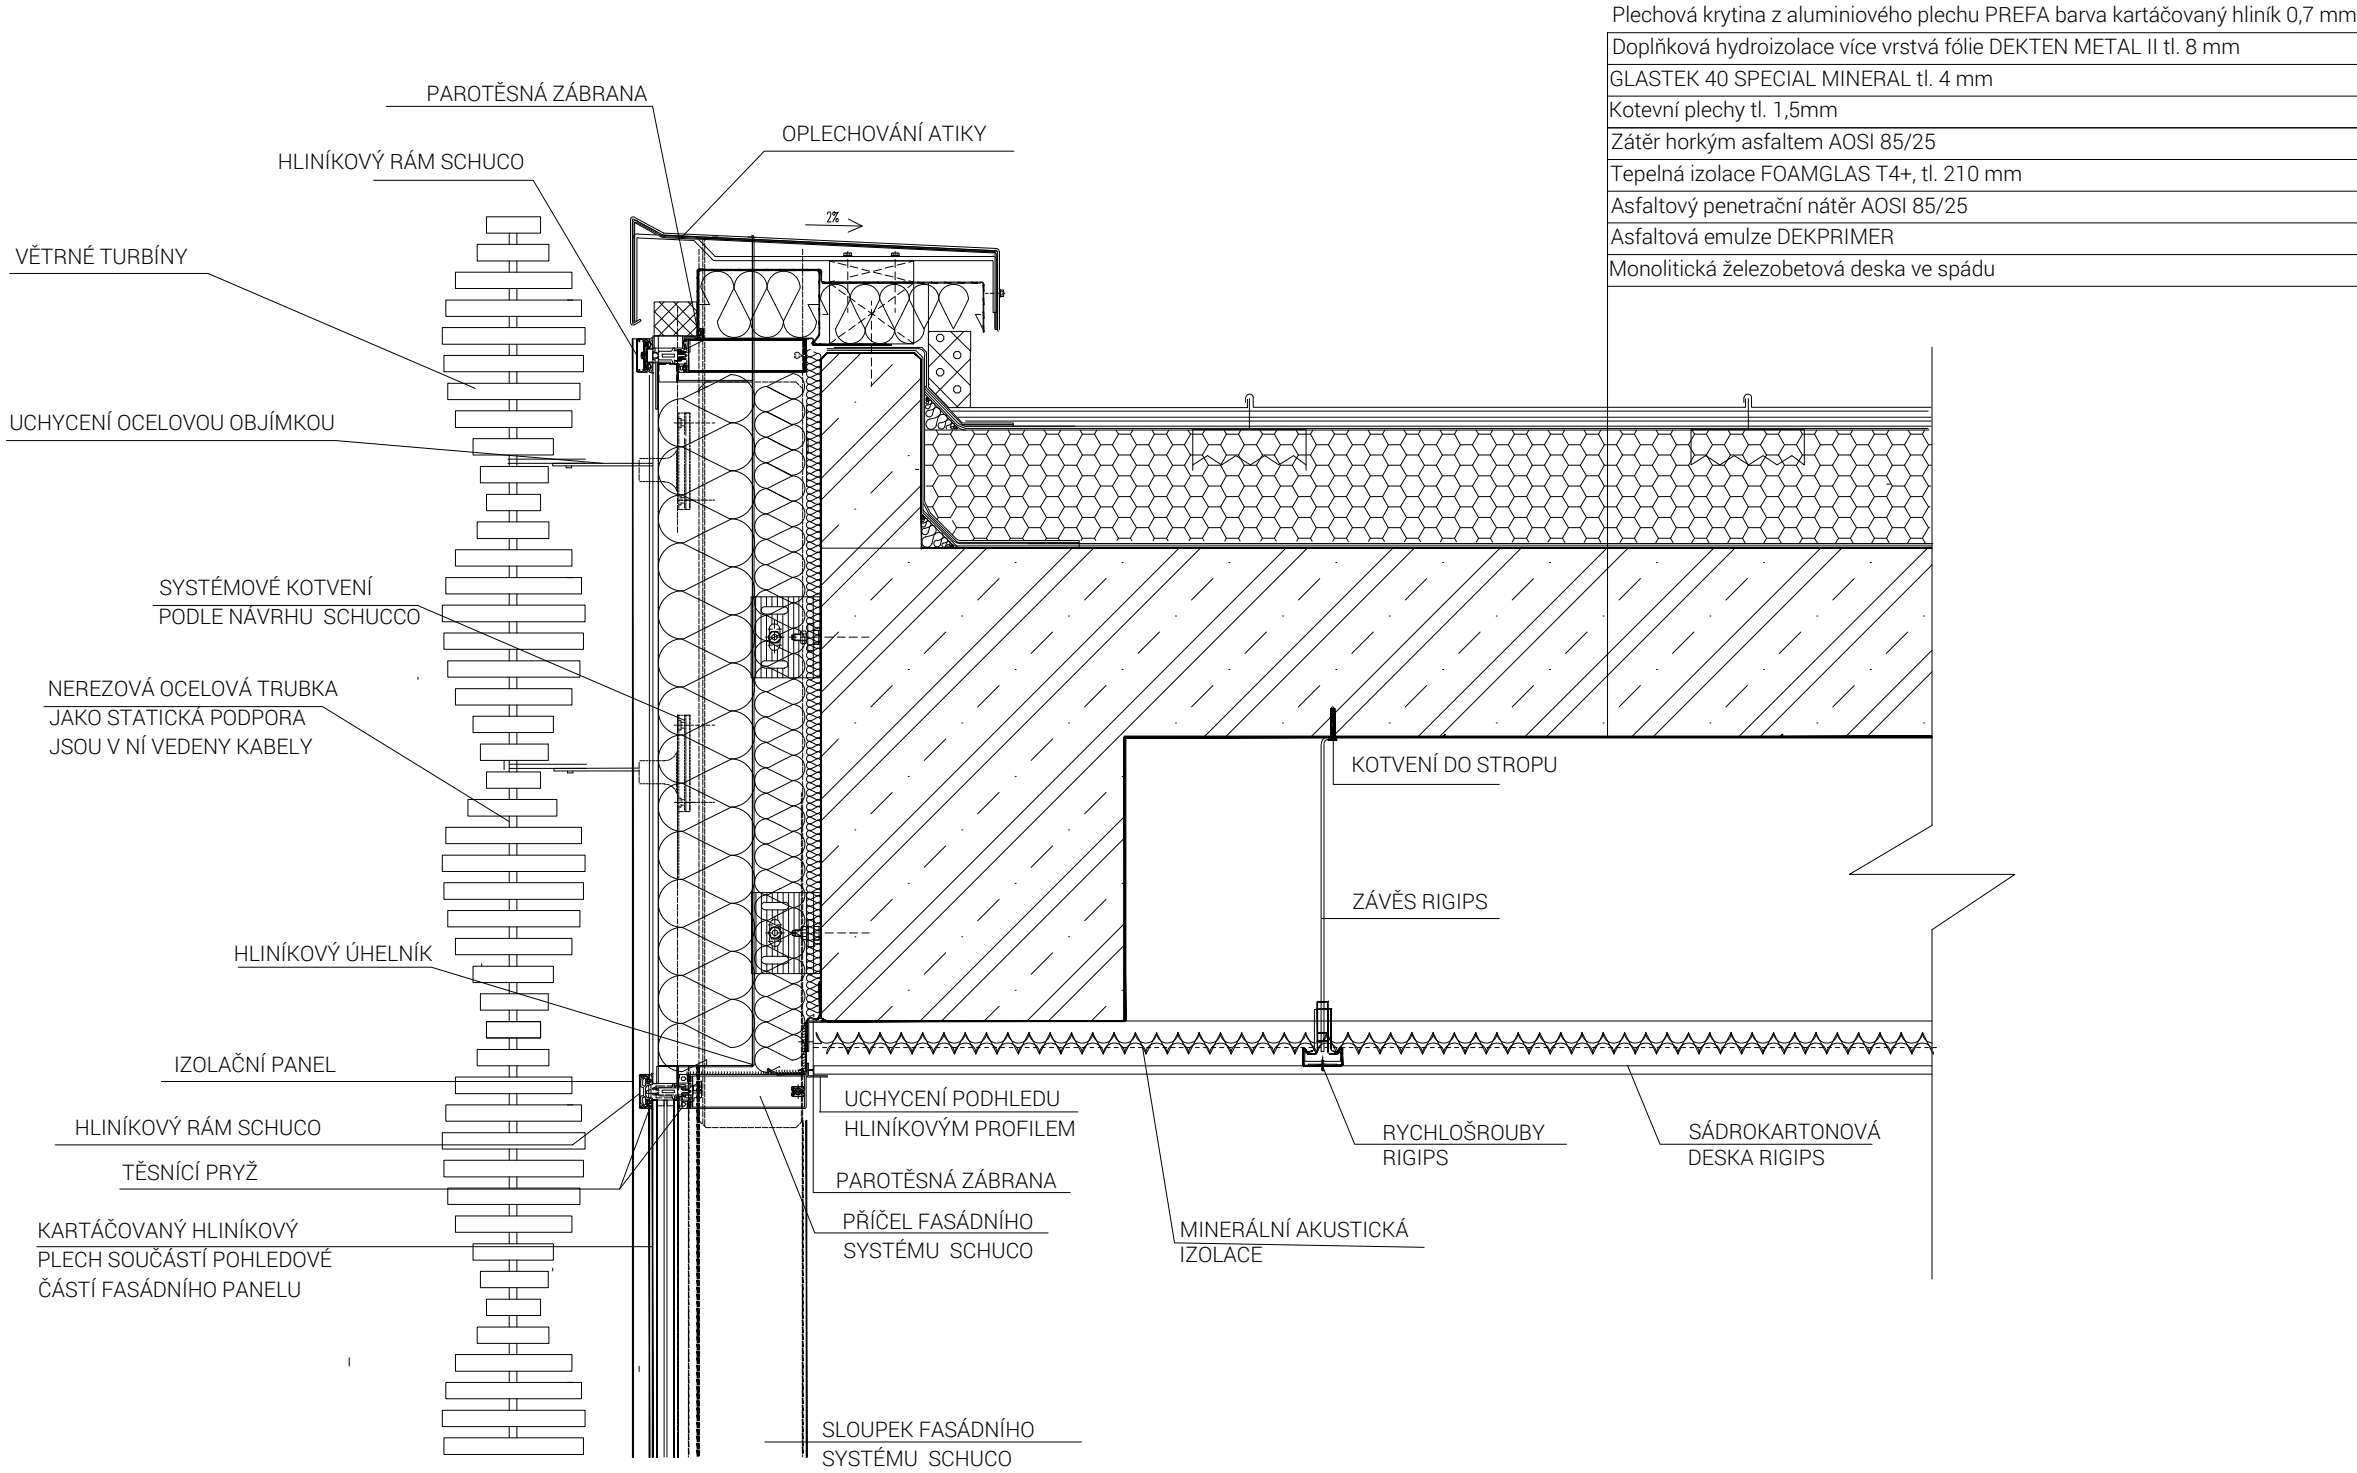 Plechová krytina z aluminiového plechu PREFA barva kartáčovaný hliník 0,7 mm
Doplňková hydroizolace více vrstvá fólie DEKTEN METAL II tl. 8 mm
GLASTEK 40 SPECIAL MINERAL tl. 4 mm
Kotevní plechy tl. 1,5mm
Zátěr horkým asfaltem AOSI 85/25
Tepelná izolace FOAMGLAS T4+, tl. 210 mm
Asfaltový penetrační nátěr AOSI 85/25
Asfaltová emulze DEKPRIMER
Monolitická železobetová deska ve spádu
PAROTĚSNÁ ZÁBRANA
OPLECHOVÁNÍ ATIKY
HLINÍKOVÝ RÁM SCHUCO
2%
VĚTRNÉ TURBÍNY
UCHYCENÍ OCELOVOU OBJÍMKOU
SYSTÉMOVÉ KOTVENÍ
PODLE NÁVRHU SCHUCCO
NEREZOVÁ OCELOVÁ TRUBKA
JAKO STATICKÁ PODPORA
JSOU V NÍ VEDENY KABELY
KOTVENÍ DO STROPU
ZÁVĚS RIGIPS
HLINÍKOVÝ ÚHELNÍK
IZOLAČNÍ PANEL
HLINÍKOVÝ RÁM SCHUCO
TĚSNÍCÍ PRYŽ
KARTÁČOVANÝ HLINÍKOVÝ
PLECH SOUČÁSTÍ POHLEDOVÉ
ČÁSTÍ FASÁDNÍHO PANELU
UCHYCENÍ PODHLEDU
HLINÍKOVÝM PROFILEM
PAROTĚSNÁ ZÁBRANA
PŘÍČEL FASÁDNÍHO
SYSTÉMU SCHUCO
RYCHLOŠROUBY
RIGIPS
SÁDROKARTONOVÁ
DESKA RIGIPS
MINERÁLNÍ AKUSTICKÁ
IZOLACE
SLOUPEK FASÁDNÍHO
SYSTÉMU SCHUCO